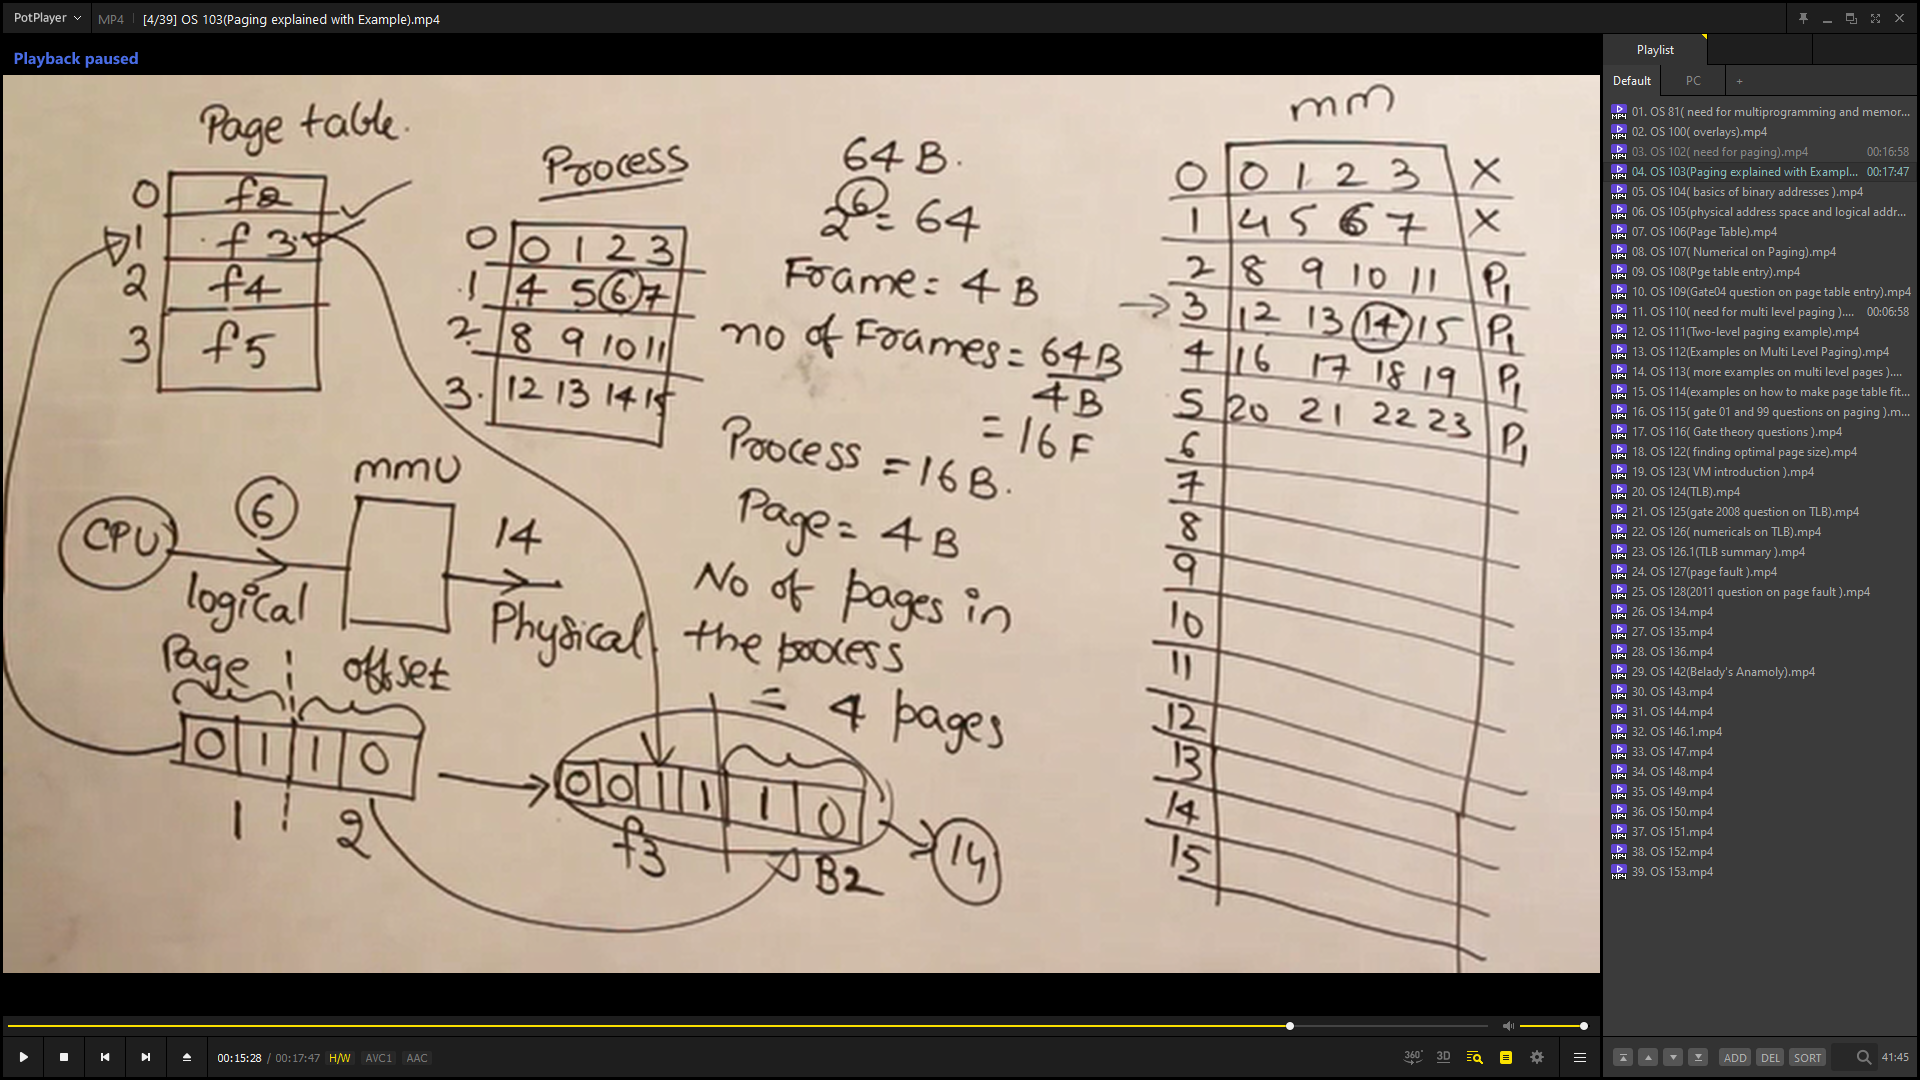 PotPlayer
MP4
[4/39] OS 103(Paging explained with Example).mp4
Playback paused
Page table.
0 f2
1 f3
2 f4
3 f5
Process
0 0 1 2 3
1 4 5 6 7
2. 8 9 10 11
3. 12 13 14 15
64 B.
2^6 = 64
Frame = 4 B
no of Frames = 64B
4B
= 16 F
Process = 16 B.
Page = 4 B
No of pages in
the process
= 4 pages
CPU
6
logical
MMU
14
Physical
Page offset
0 1 1 0
1 2
0 0 1 1 1 0
f3 B2
14
mm
0 0 1 2 3 X
1 4 5 6 7 X
2 8 9 10 11 P1
3 12 13 14 15 P1
4 16 17 18 19 P1
5 20 21 22 23 P1
6
7
8
9
10
11
12
13
14
15
00:15:28 / 00:17:47 H/W AVC1 AAC
360° 3D
Playlist
Default PC +
01. OS 81( need for multiprogramming and memor...
02. OS 100( overlays).mp4
03. OS 102( need for paging).mp4 00:16:58
04. OS 103(Paging explained with Exampl... 00:17:47
05. OS 104( basics of binary addresses ).mp4
06. OS 105(physical address space and logical addr...
07. OS 106(Page Table).mp4
08. OS 107( Numerical on Paging).mp4
09. OS 108(Pge table entry).mp4
10. OS 109(Gate04 question on page table entry).mp4
11. OS 110( need for multi level paging ).... 00:06:58
12. OS 111(Two-level paging example).mp4
13. OS 112(Examples on Multi Level Paging).mp4
14. OS 113( more examples on multi level pages )....
15. OS 114(examples on how to make page table fit...
16. OS 115( gate 01 and 99 questions on paging ).m...
17. OS 116( Gate theory questions ).mp4
18. OS 122( finding optimal page size).mp4
19. OS 123( VM introduction ).mp4
20. OS 124(TLB).mp4
21. OS 125(gate 2008 question on TLB).mp4
22. OS 126( numericals on TLB).mp4
23. OS 126.1(TLB summary ).mp4
24. OS 127(page fault ).mp4
25. OS 128(2011 question on page fault ).mp4
26. OS 134.mp4
27. OS 135.mp4
28. OS 136.mp4
29. OS 142(Belady's Anamoly).mp4
30. OS 143.mp4
31. OS 144.mp4
32. OS 146.1.mp4
33. OS 147.mp4
34. OS 148.mp4
35. OS 149.mp4
36. OS 150.mp4
37. OS 151.mp4
38. OS 152.mp4
39. OS 153.mp4
ADD DEL SORT 41:45